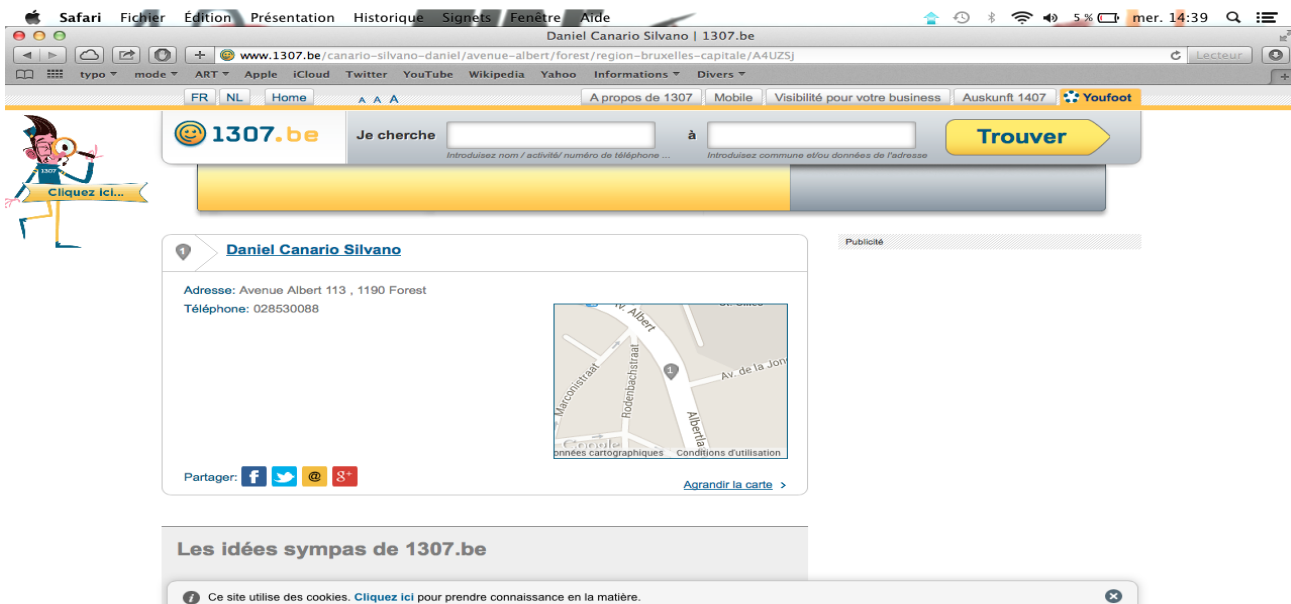 Safari Fichier Édition Présentation Historique Signets Fenêtre Aide 5 % mer. 14:39
Daniel Canario Silvano | 1307.be
www.1307.be/canario-silvano-daniel/avenue-albert/forest/region-bruxelles-capitale/A4UZSj Lecteur
typo mode ART Apple iCloud Twitter YouTube Wikipedia Yahoo Informations Divers
FR NL Home A A A A propos de 1307 Mobile Visibilité pour votre business Auskunft 1407 Youfoot
1307.be Je cherche à Trouver
Introduisez nom / activité/ numéro de téléphone ... Introduisez commune et/ou données de l'adresse
1307
Cliquez ici...
1 Daniel Canario Silvano
Publicité
Adresse: Avenue Albert 113 , 1190 Forest
Téléphone: 028530088
Av. Albert
Marconistraat
Rodenbachstraat
1
Av. de la Jon
Albertla
Google
onnées cartographiques Conditions d'utilisation
Partager: f @ g+
Agrandir la carte >
Les idées sympas de 1307.be
i Ce site utilise des cookies. Cliquez ici pour prendre connaissance en la matière.